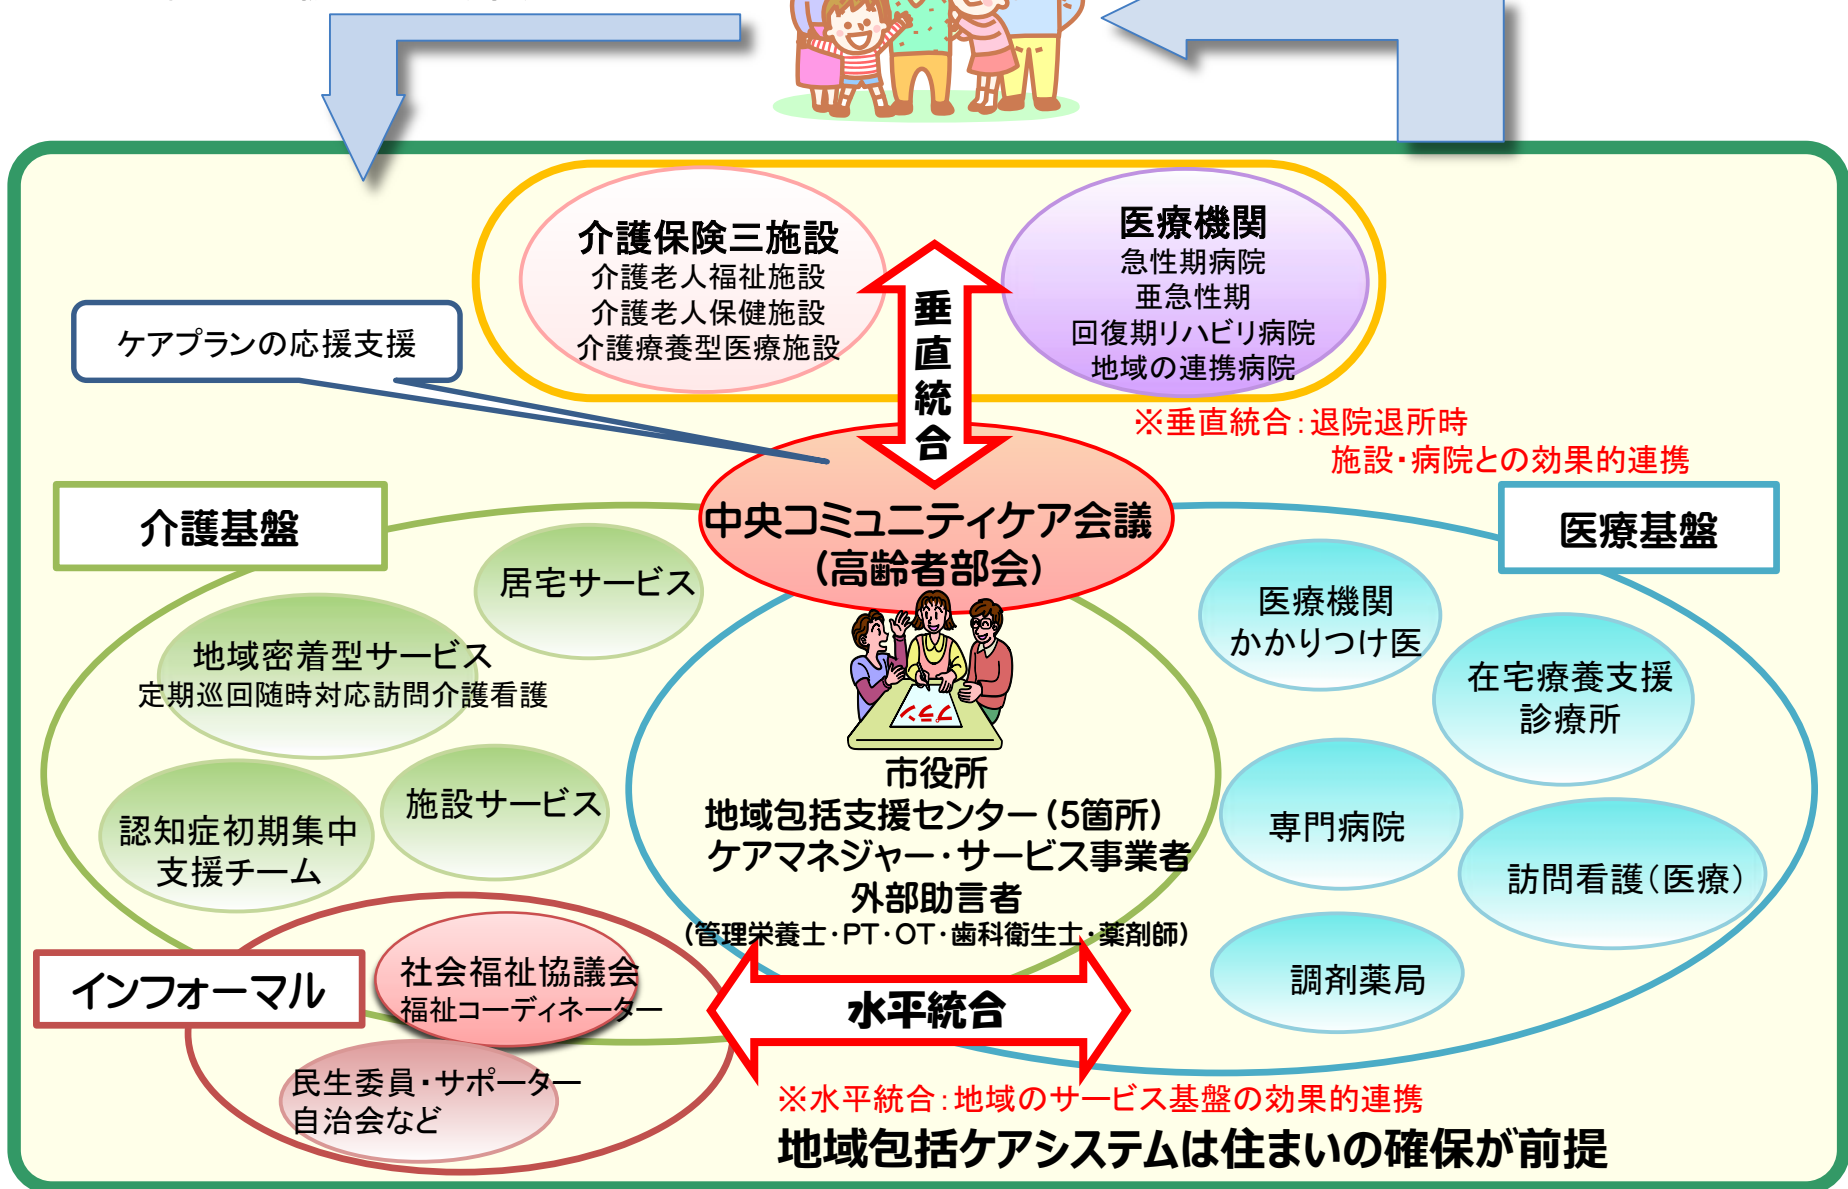 介護保険三施設
介護老人福祉施設
介護老人保健施設
介護療養型医療施設
医療機関
急性期病院
亜急性期
回復期リハビリ病院
地域の連携病院
垂直統合
ケアプランの応援支援
※垂直統合：退院退所時
施設・病院との効果的連携
中央コミュニティケア会議
(高齢者部会)
介護基盤
居宅サービス
地域密着型サービス
定期巡回随時対応訪問介護看護
施設サービス
認知症初期集中
支援チーム
医療基盤
医療機関
かかりつけ医
在宅療養支援
診療所
専門病院
訪問看護（医療）
調剤薬局
プラン
市役所
地域包括支援センター（5箇所）
ケアマネジャー・サービス事業者
外部助言者
（管理栄養士・PT・OT・歯科衛生士・薬剤師）
インフォーマル
社会福祉協議会
福祉コーディネーター
民生委員・サポーター
自治会など
水平統合
※水平統合：地域のサービス基盤の効果的連携
地域包括ケアシステムは住まいの確保が前提